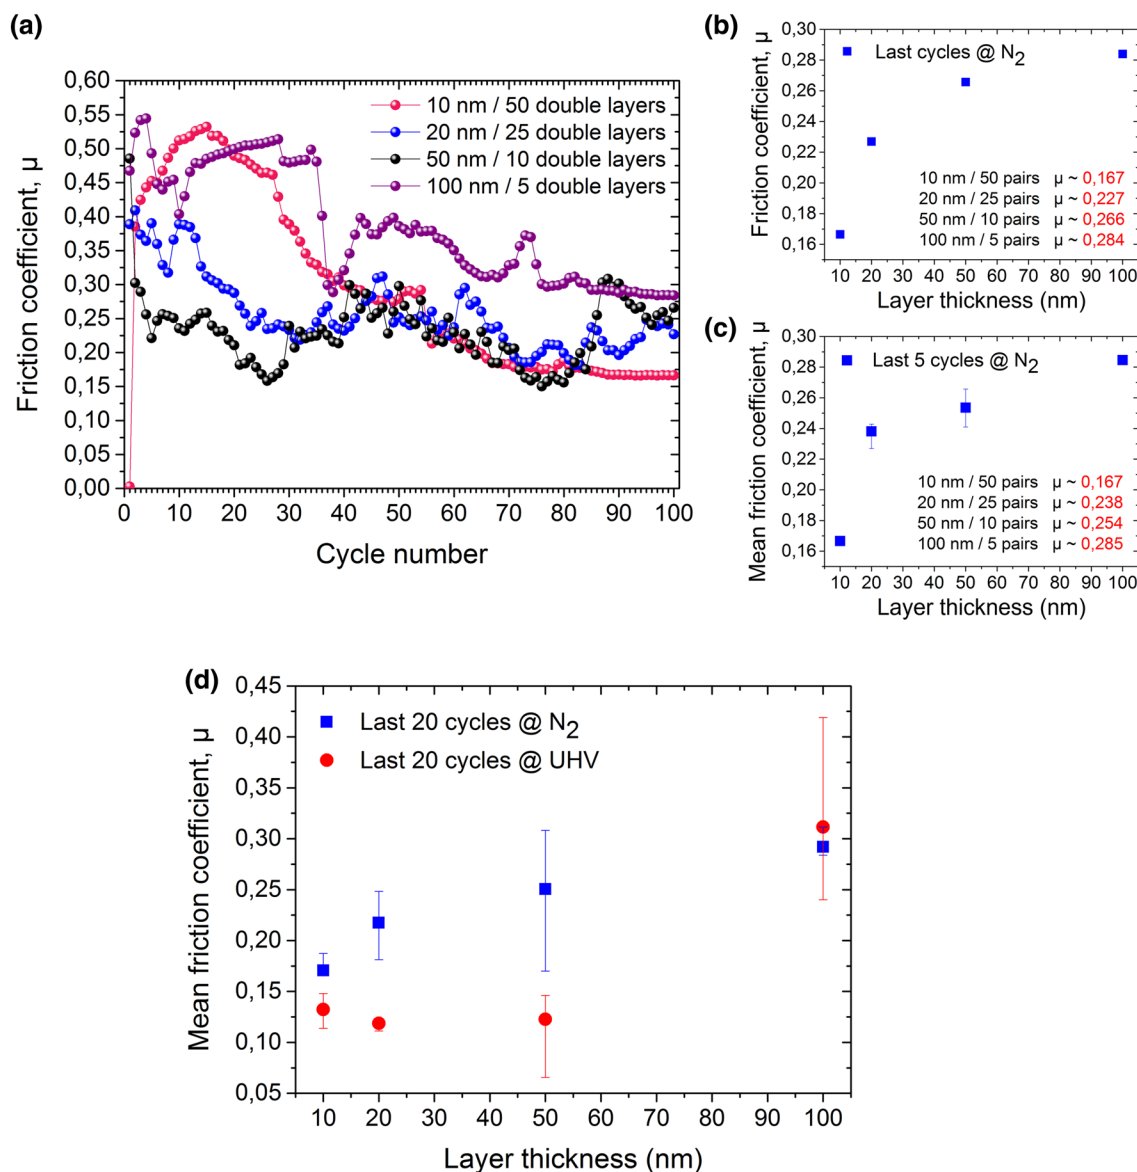 (a)
0,60
0,55
0,50
0,45
0,40
0,35
0,30
0,25
0,20
0,15
0,10
0,05
0,00
Friction coefficient, μ
10 nm / 50 double layers
20 nm / 25 double layers
50 nm / 10 double layers
100 nm / 5 double layers
0 10 20 30 40 50 60 70 80 90 100
Cycle number
(b)
0,30
0,28
0,26
0,24
0,22
0,20
0,18
0,16
Friction coefficient, μ
Last cycles @ N2
10 nm / 50 pairs μ ~ 0,167
20 nm / 25 pairs μ ~ 0,227
50 nm / 10 pairs μ ~ 0,266
100 nm / 5 pairs μ ~ 0,284
10 20 30 40 50 60 70 80 90 100
Layer thickness (nm)
(c)
0,30
0,28
0,26
0,24
0,22
0,20
0,18
0,16
Mean friction coefficient, μ
Last 5 cycles @ N2
10 nm / 50 pairs μ ~ 0,167
20 nm / 25 pairs μ ~ 0,238
50 nm / 10 pairs μ ~ 0,254
100 nm / 5 pairs μ ~ 0,285
10 20 30 40 50 60 70 80 90 100
Layer thickness (nm)
(d)
0,45
0,40
0,35
0,30
0,25
0,20
0,15
0,10
0,05
Mean friction coefficient, μ
Last 20 cycles @ N2
Last 20 cycles @ UHV
10 20 30 40 50 60 70 80 90 100
Layer thickness (nm)